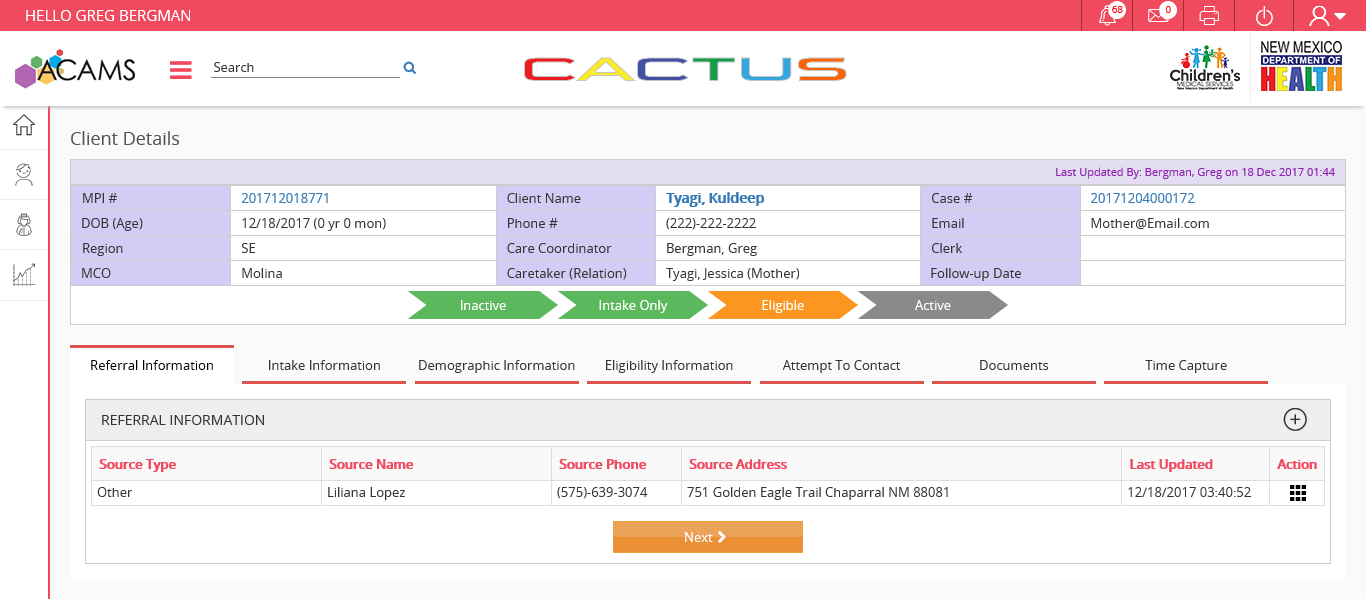 HELLO GREG BERGMAN
68
0
ACAMS
Search
CACTUS
Children's
MEDICAL SERVICES
New Mexico Department of Health
NEW MEXICO
DEPARTMENT OF
HEALTH
Client Details
Last Updated By: Bergman, Greg on 18 Dec 2017 01:44
MPI # 201712018771 Client Name Tyagi, Kuldeep Case # 20171204000172
DOB (Age) 12/18/2017 (0 yr 0 mon) Phone # (222)-222-2222 Email Mother@Email.com
Region SE Care Coordinator Bergman, Greg Clerk
MCO Molina Caretaker (Relation) Tyagi, Jessica (Mother) Follow-up Date
Inactive Intake Only Eligible Active
Referral Information Intake Information Demographic Information Eligibility Information Attempt To Contact Documents Time Capture
REFERRAL INFORMATION
Source Type Source Name Source Phone Source Address Last Updated Action
Other Liliana Lopez (575)-639-3074 751 Golden Eagle Trail Chaparral NM 88081 12/18/2017 03:40:52
Next